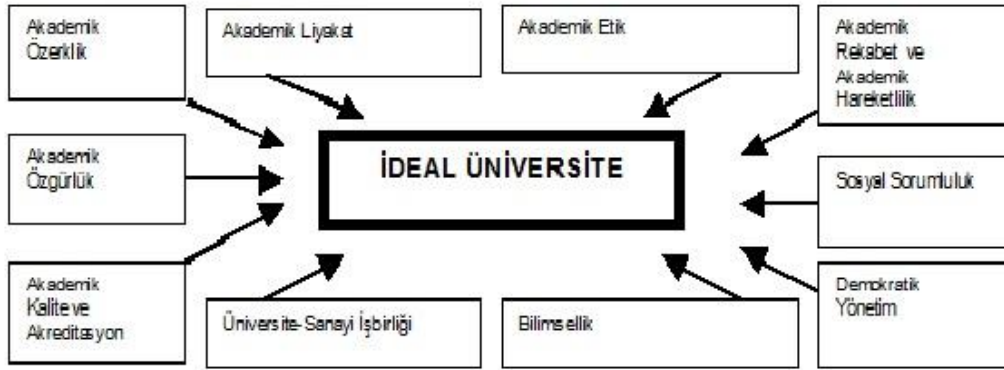 Akademik
Özerklik
Akademik Liyakat
Akademik Etik
Akademik
Rekabet ve
Akademik
Hareketlilik
İDEAL ÜNİVERSİTE
Akademik
Özgürlük
Sosyal Sorumluluk
Akademik
Kalite ve
Akreditasyon
Üniversite-Sanayi İşbirliği
Bilimsellik
Demokratik
Yönetim